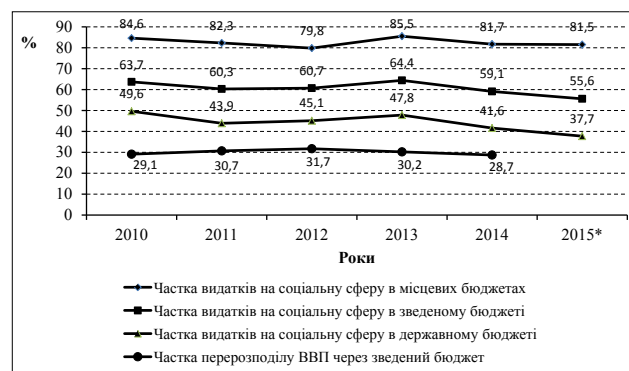 %
90
80
70
60
50
40
30
20
10
0
84,6 82,3 79,8 85,5 81,7 81,5
63,7 60,3 60,7 64,4 59,1 55,6
49,6 43,9 45,1 47,8 41,6 37,7
29,1 30,7 31,7 30,2 28,7
2010 2011 2012 2013 2014 2015*
Роки
Частка видатків на соціальну сферу в місцевих бюджетах
Частка видатків на соціальну сферу в зведеному бюджеті
Частка видатків на соціальну сферу в державному бюджеті
Частка перерозподілу ВВП через зведений бюджет